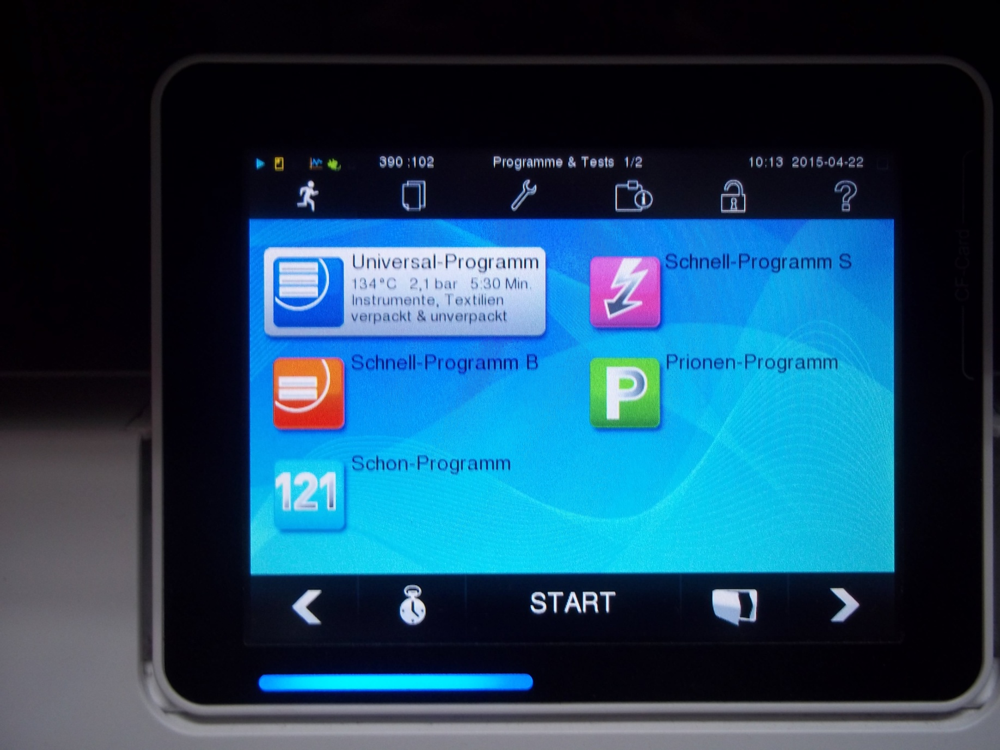 390:102 Programme & Tests 1/2 10:13 2015-04-22
Universal-Programm
134°C 2,1 bar 5:30 Min.
Instrumente, Textilien
verpackt & unverpackt
Schnell-Programm S
Schnell-Programm B
Prionen-Programm
P
Schon-Programm
121
START
CF-Card